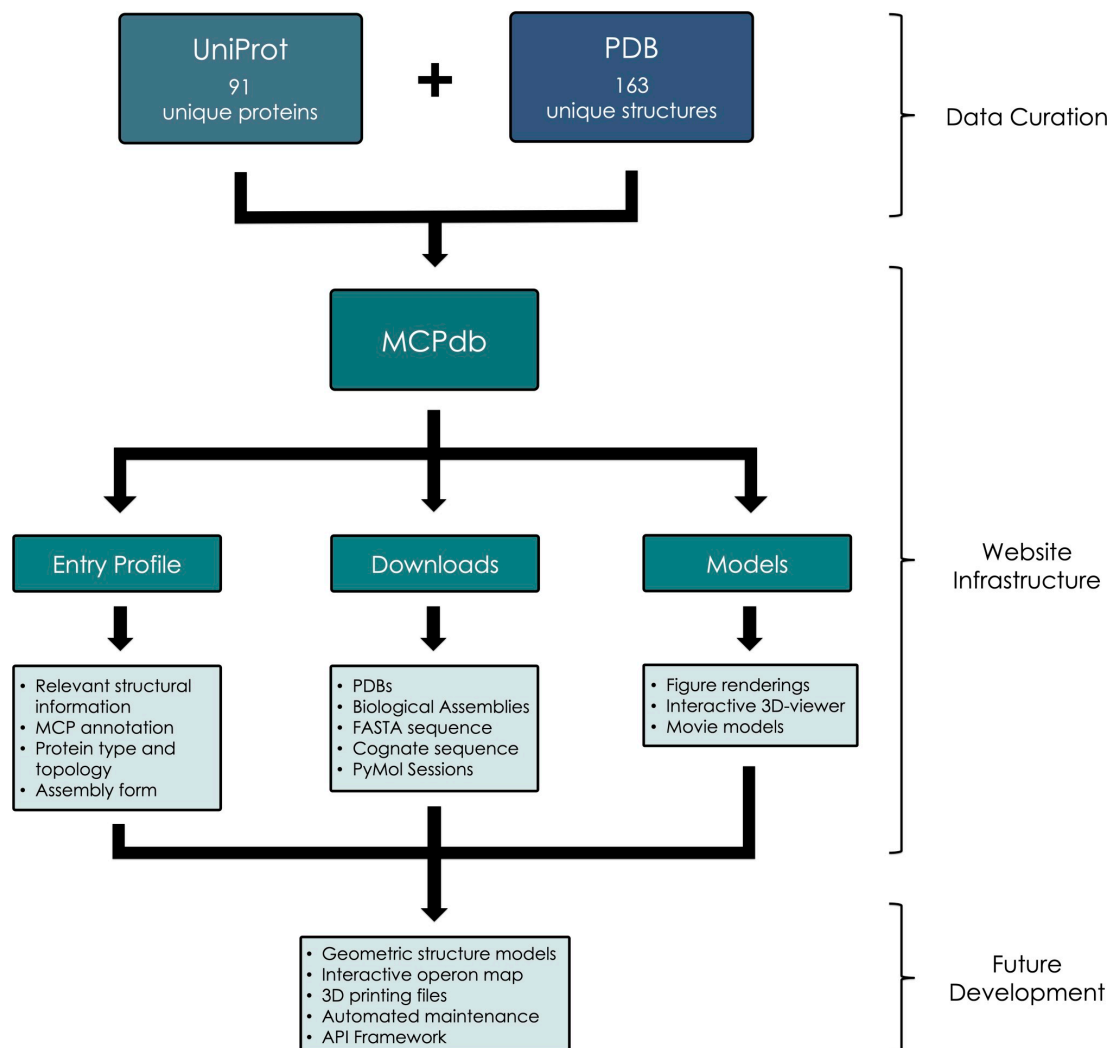 UniProt
91
unique proteins
+
PDB
163
unique structures
Data Curation
MCPdb
Entry Profile
Downloads
Models
Website
Infrastructure
• Relevant structural
information
• MCP annotation
• Protein type and
topology
• Assembly form
• PDBs
• Biological Assemblies
• FASTA sequence
• Cognate sequence
• PyMol Sessions
• Figure renderings
• Interactive 3D-viewer
• Movie models
• Geometric structure models
• Interactive operon map
• 3D printing files
• Automated maintenance
• API Framework
Future
Development